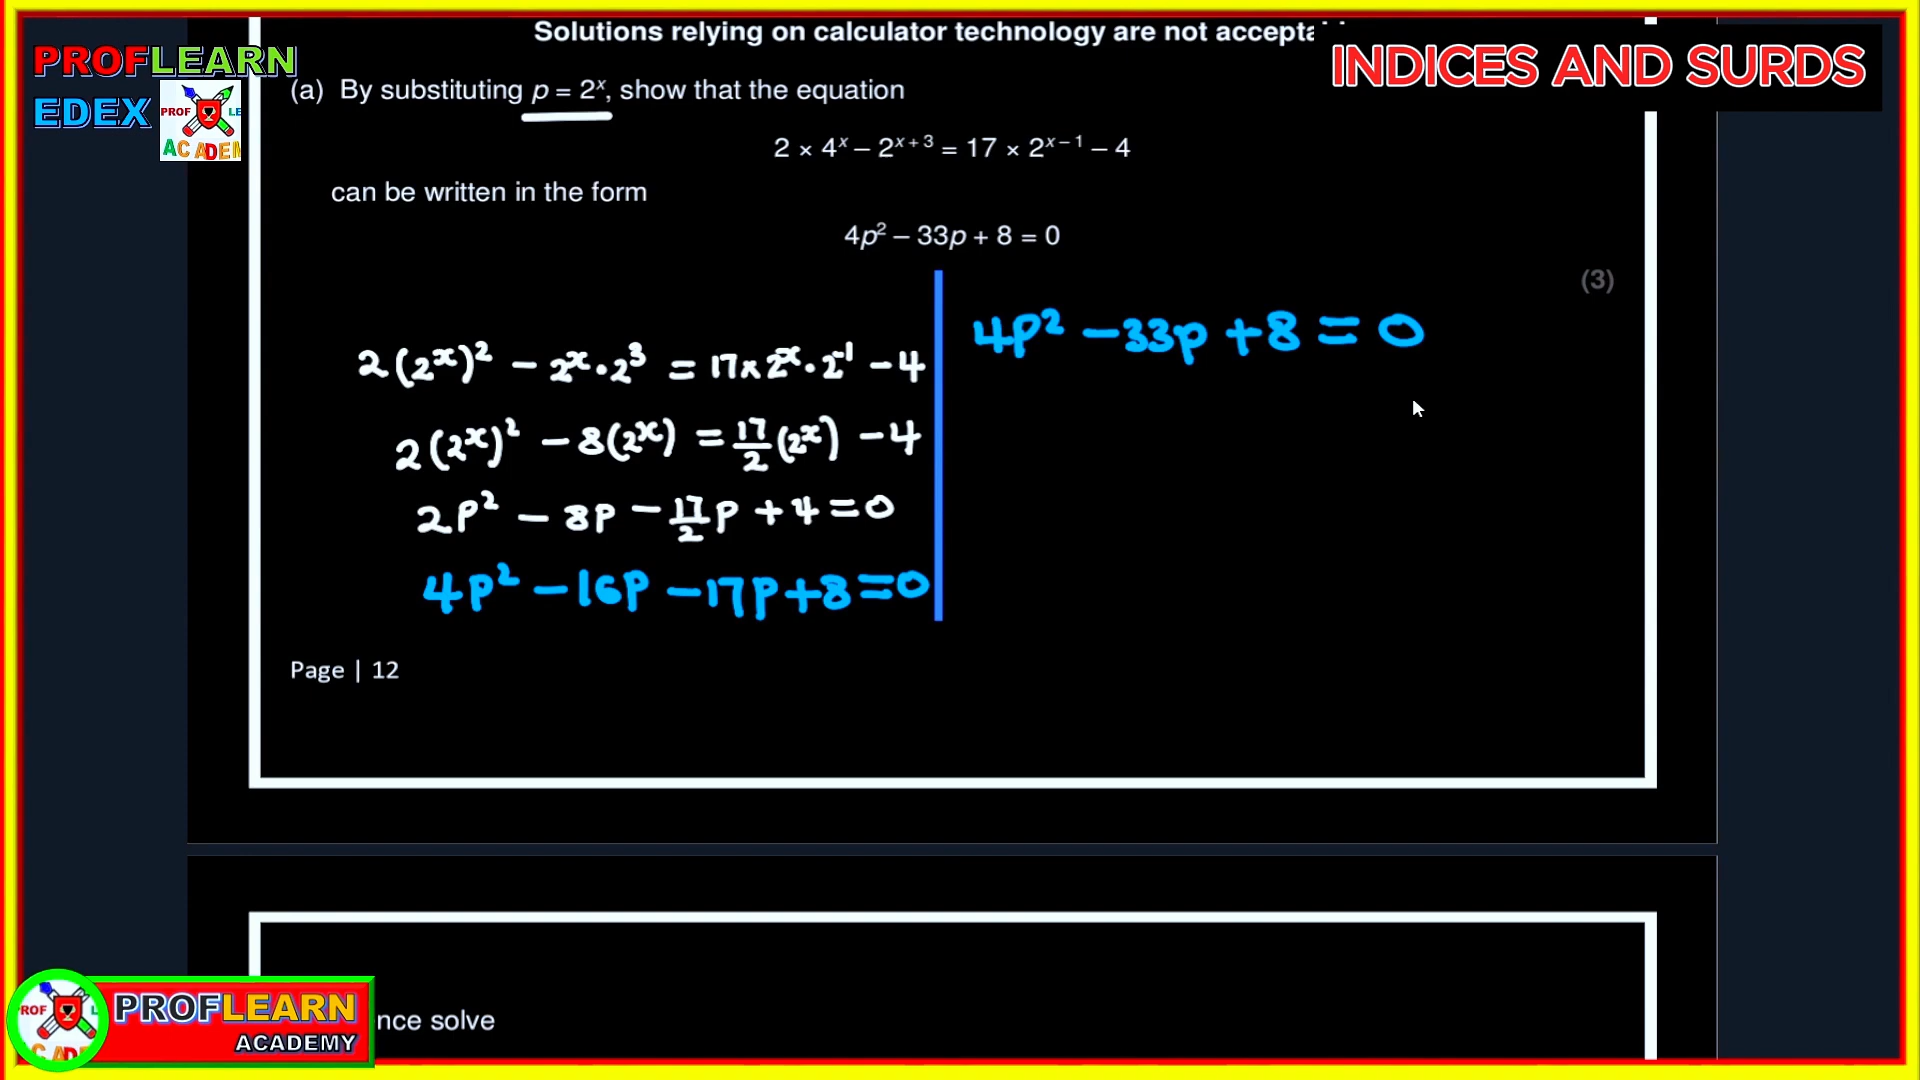 Solutions relying on calculator technology are not accepta
PROFLEARN
EDEX
PROF LE
ACADEM
INDICES AND SURDS
(a) By substituting p = 2ˣ, show that the equation
2 × 4ˣ – 2ˣ⁺³ = 17 × 2ˣ⁻¹ – 4
can be written in the form
4p² – 33p + 8 = 0
(3)
2(2ˣ)² – 2ˣ·2³ = 17×2ˣ·2⁻¹ – 4
2(2ˣ)² – 8(2ˣ) = 17/2 (2ˣ) – 4
2p² – 8p – 17/2 p + 4 = 0
4p² – 16p – 17p + 8 = 0
4p² – 33p + 8 = 0
Page | 12
PROFLEARN
ACADEMY
nce solve